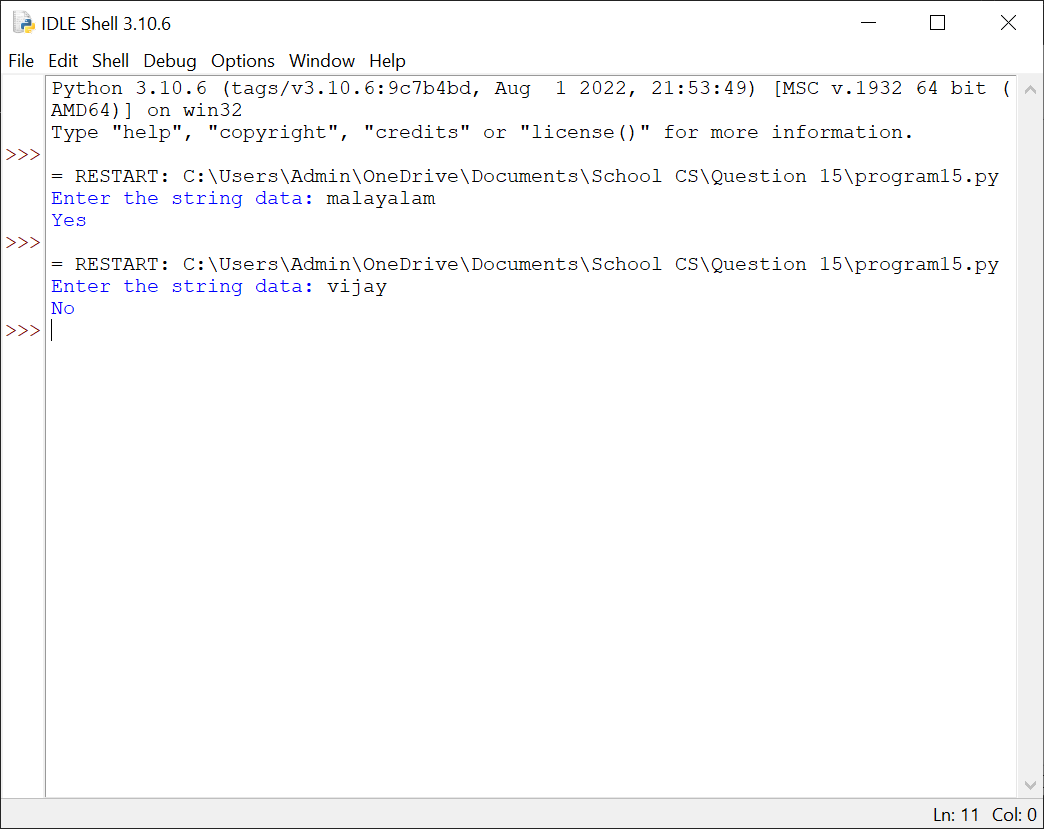 IDLE Shell 3.10.6
File Edit Shell Debug Options Window Help
Python 3.10.6 (tags/v3.10.6:9c7b4bd, Aug  1 2022, 21:53:49) [MSC v.1932 64 bit (
AMD64)] on win32
Type "help", "copyright", "credits" or "license()" for more information.
>>>
= RESTART: C:\Users\Admin\OneDrive\Documents\School CS\Question 15\program15.py
Enter the string data: malayalam
Yes
>>>
= RESTART: C:\Users\Admin\OneDrive\Documents\School CS\Question 15\program15.py
Enter the string data: vijay
No
>>>
Ln: 11 Col: 0